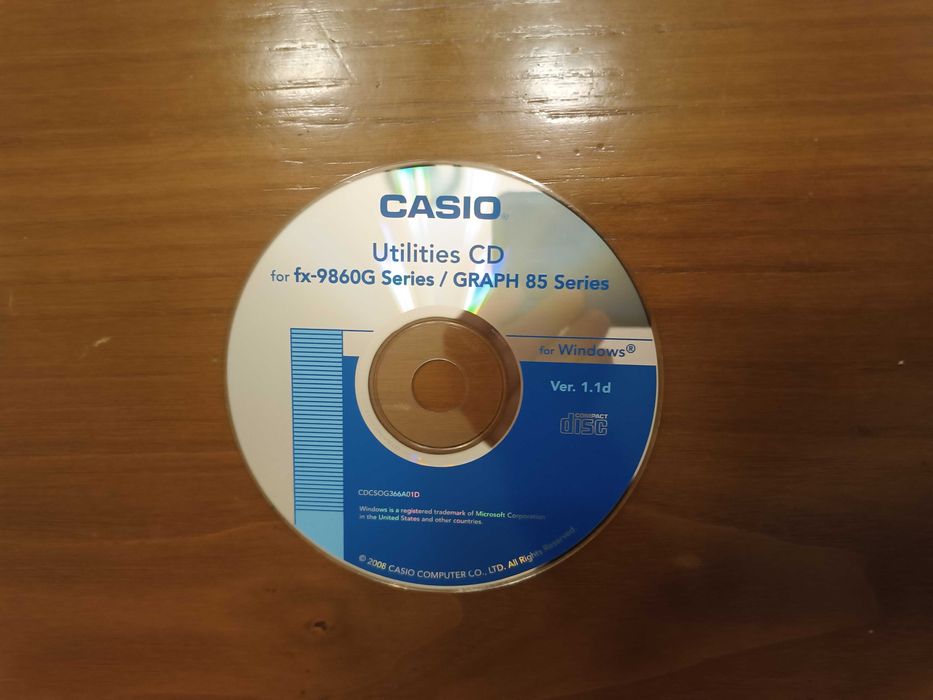 CASIO
Utilities CD
for fx-9860G Series / GRAPH 85 Series
for Windows®
Ver. 1.1d
COMPACT
disc
CDCSOG366A01D
Windows is a registered trademark of Microsoft Corporation
in the United States and other countries.
© 2008 CASIO COMPUTER CO., LTD. All Rights Reserved.